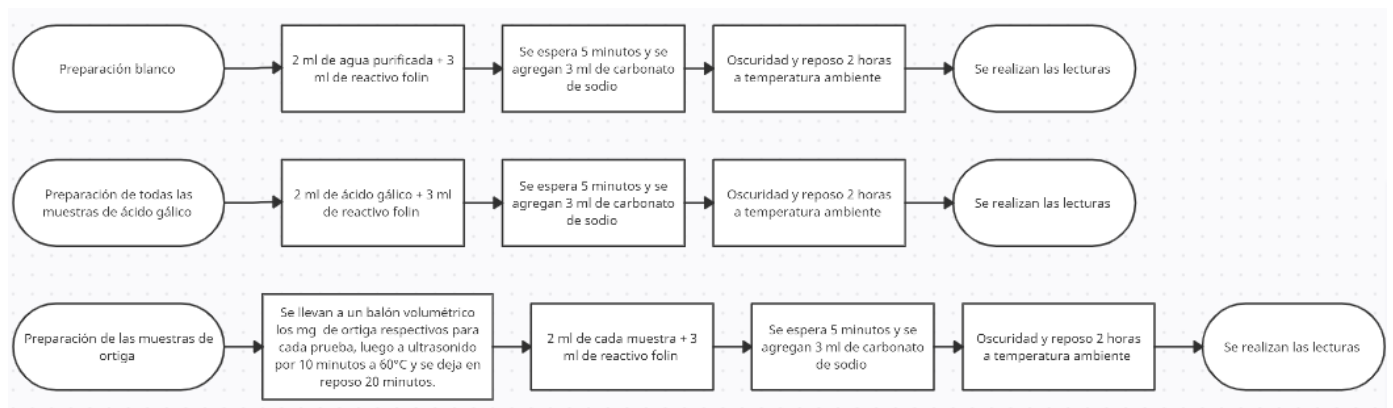 Preparación blanco
2 ml de agua purificada + 3
ml de reactivo folin
Se espera 5 minutos y se
agregan 3 ml de carbonato
de sodio
Oscuridad y reposo 2 horas
a temperatura ambiente
Se realizan las lecturas
Preparación de todas las
muestras de ácido gálico
2 ml de ácido gálico + 3 ml
de reactivo folin
Se espera 5 minutos y se
agregan 3 ml de carbonato
de sodio
Oscuridad y reposo 2 horas
a temperatura ambiente
Se realizan las lecturas
Preparación de las muestras de
ortiga
Se llevan a un balón volumétrico
los mg de ortiga respectivos para
cada prueba, luego a ultrasonido
por 10 minutos a 60°C y se deja en
reposo 20 minutos.
2 ml de cada muestra + 3
ml de reactivo folin
Se espera 5 minutos y se
agregan 3 ml de carbonato
de sodio
Oscuridad y reposo 2 horas
a temperatura ambiente
Se realizan las lecturas